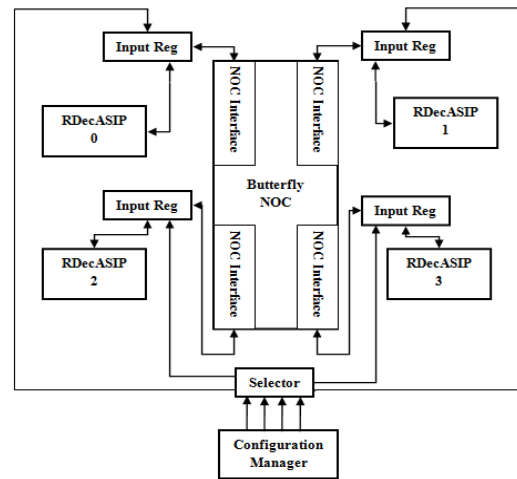 Input Reg
Input Reg
NOC Interface
NOC Interface
RDecASIP
0
RDecASIP
1
Butterfly
NOC
Input Reg
Input Reg
NOC Interface
NOC Interface
RDecASIP
2
RDecASIP
3
Selector
Configuration
Manager